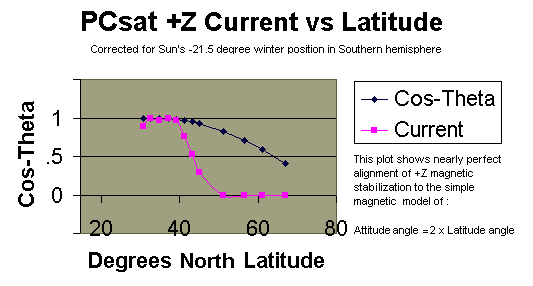 PCsat +Z Current vs Latitude
Corrected for Sun's -21.5 degree winter position in Southern hemisphere
Cos-Theta
1
.5
0
20 40 60 80
Degrees North Latitude
Cos-Theta
Current
This plot shows nearly perfect
alignment of +Z magnetic
stabilization to the simple
magnetic model of :
Attitude angle =2 x Latitude angle